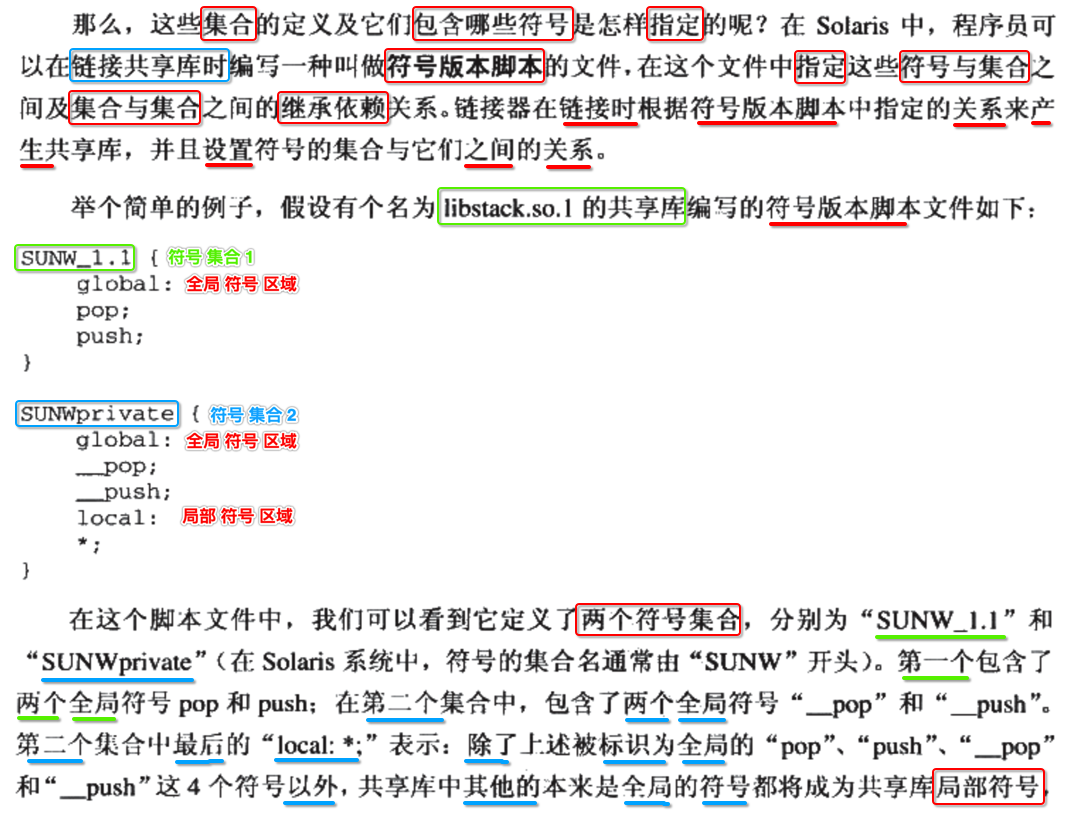 那么，这些集合的定义及它们包含哪些符号是怎样指定的呢？在 Solaris 中，程序员可
以在链接共享库时编写一种叫做符号版本脚本的文件，在这个文件中指定这些符号与集合之
间及集合与集合之间的继承依赖关系。链接器在链接时根据符号版本脚本中指定的关系来产
生共享库，并且设置符号的集合与它们之间的关系。
举个简单的例子，假设有个名为 libstack.so.1 的共享库编写的符号版本脚本文件如下：
SUNW_1.1 { 符号 集合 1
global: 全局 符号 区域
pop;
push;
}
SUNWprivate { 符号 集合 2
global: 全局 符号 区域
__pop;
__push;
local: 局部 符号 区域
*;
}
在这个脚本文件中，我们可以看到它定义了两个符号集合，分别为“SUNW_1.1”和
“SUNWprivate”（在 Solaris 系统中，符号的集合名通常由“SUNW”开头）。第一个包含了
两个全局符号 pop 和 push；在第二个集合中，包含了两个全局符号“__pop”和“__push”。
第二个集合中最后的“local: *;”表示：除了上述被标识为全局的“pop”、“push”、“__pop”
和“__push”这 4 个符号以外，共享库中其他的本来是全局的符号都将成为共享库局部符号，